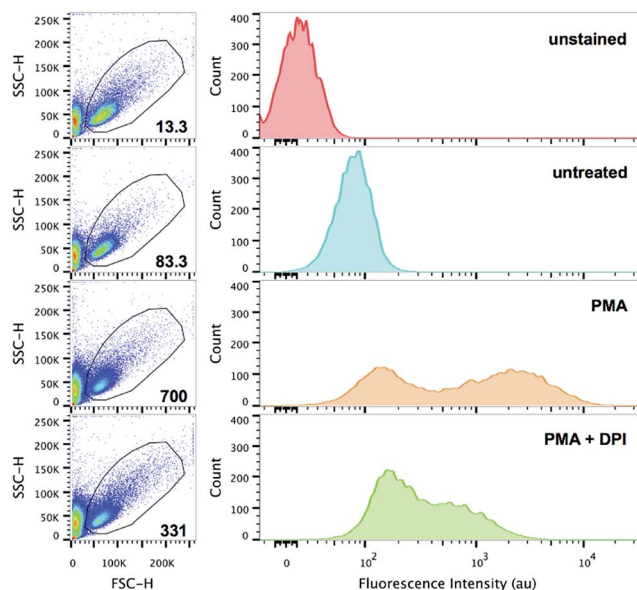 250K
200K
150K
100K
50K
0
SSC-H
13.3
400
300
200
100
0
Count
unstained
250K
200K
150K
100K
50K
0
SSC-H
83.3
400
300
200
100
0
Count
untreated
250K
200K
150K
100K
50K
0
SSC-H
700
400
300
200
100
0
Count
PMA
250K
200K
150K
100K
50K
0
SSC-H
331
400
300
200
100
0
Count
PMA + DPI
0 100K 200K
FSC-H
0 10² 10³ 10⁴
Fluorescence Intensity (au)